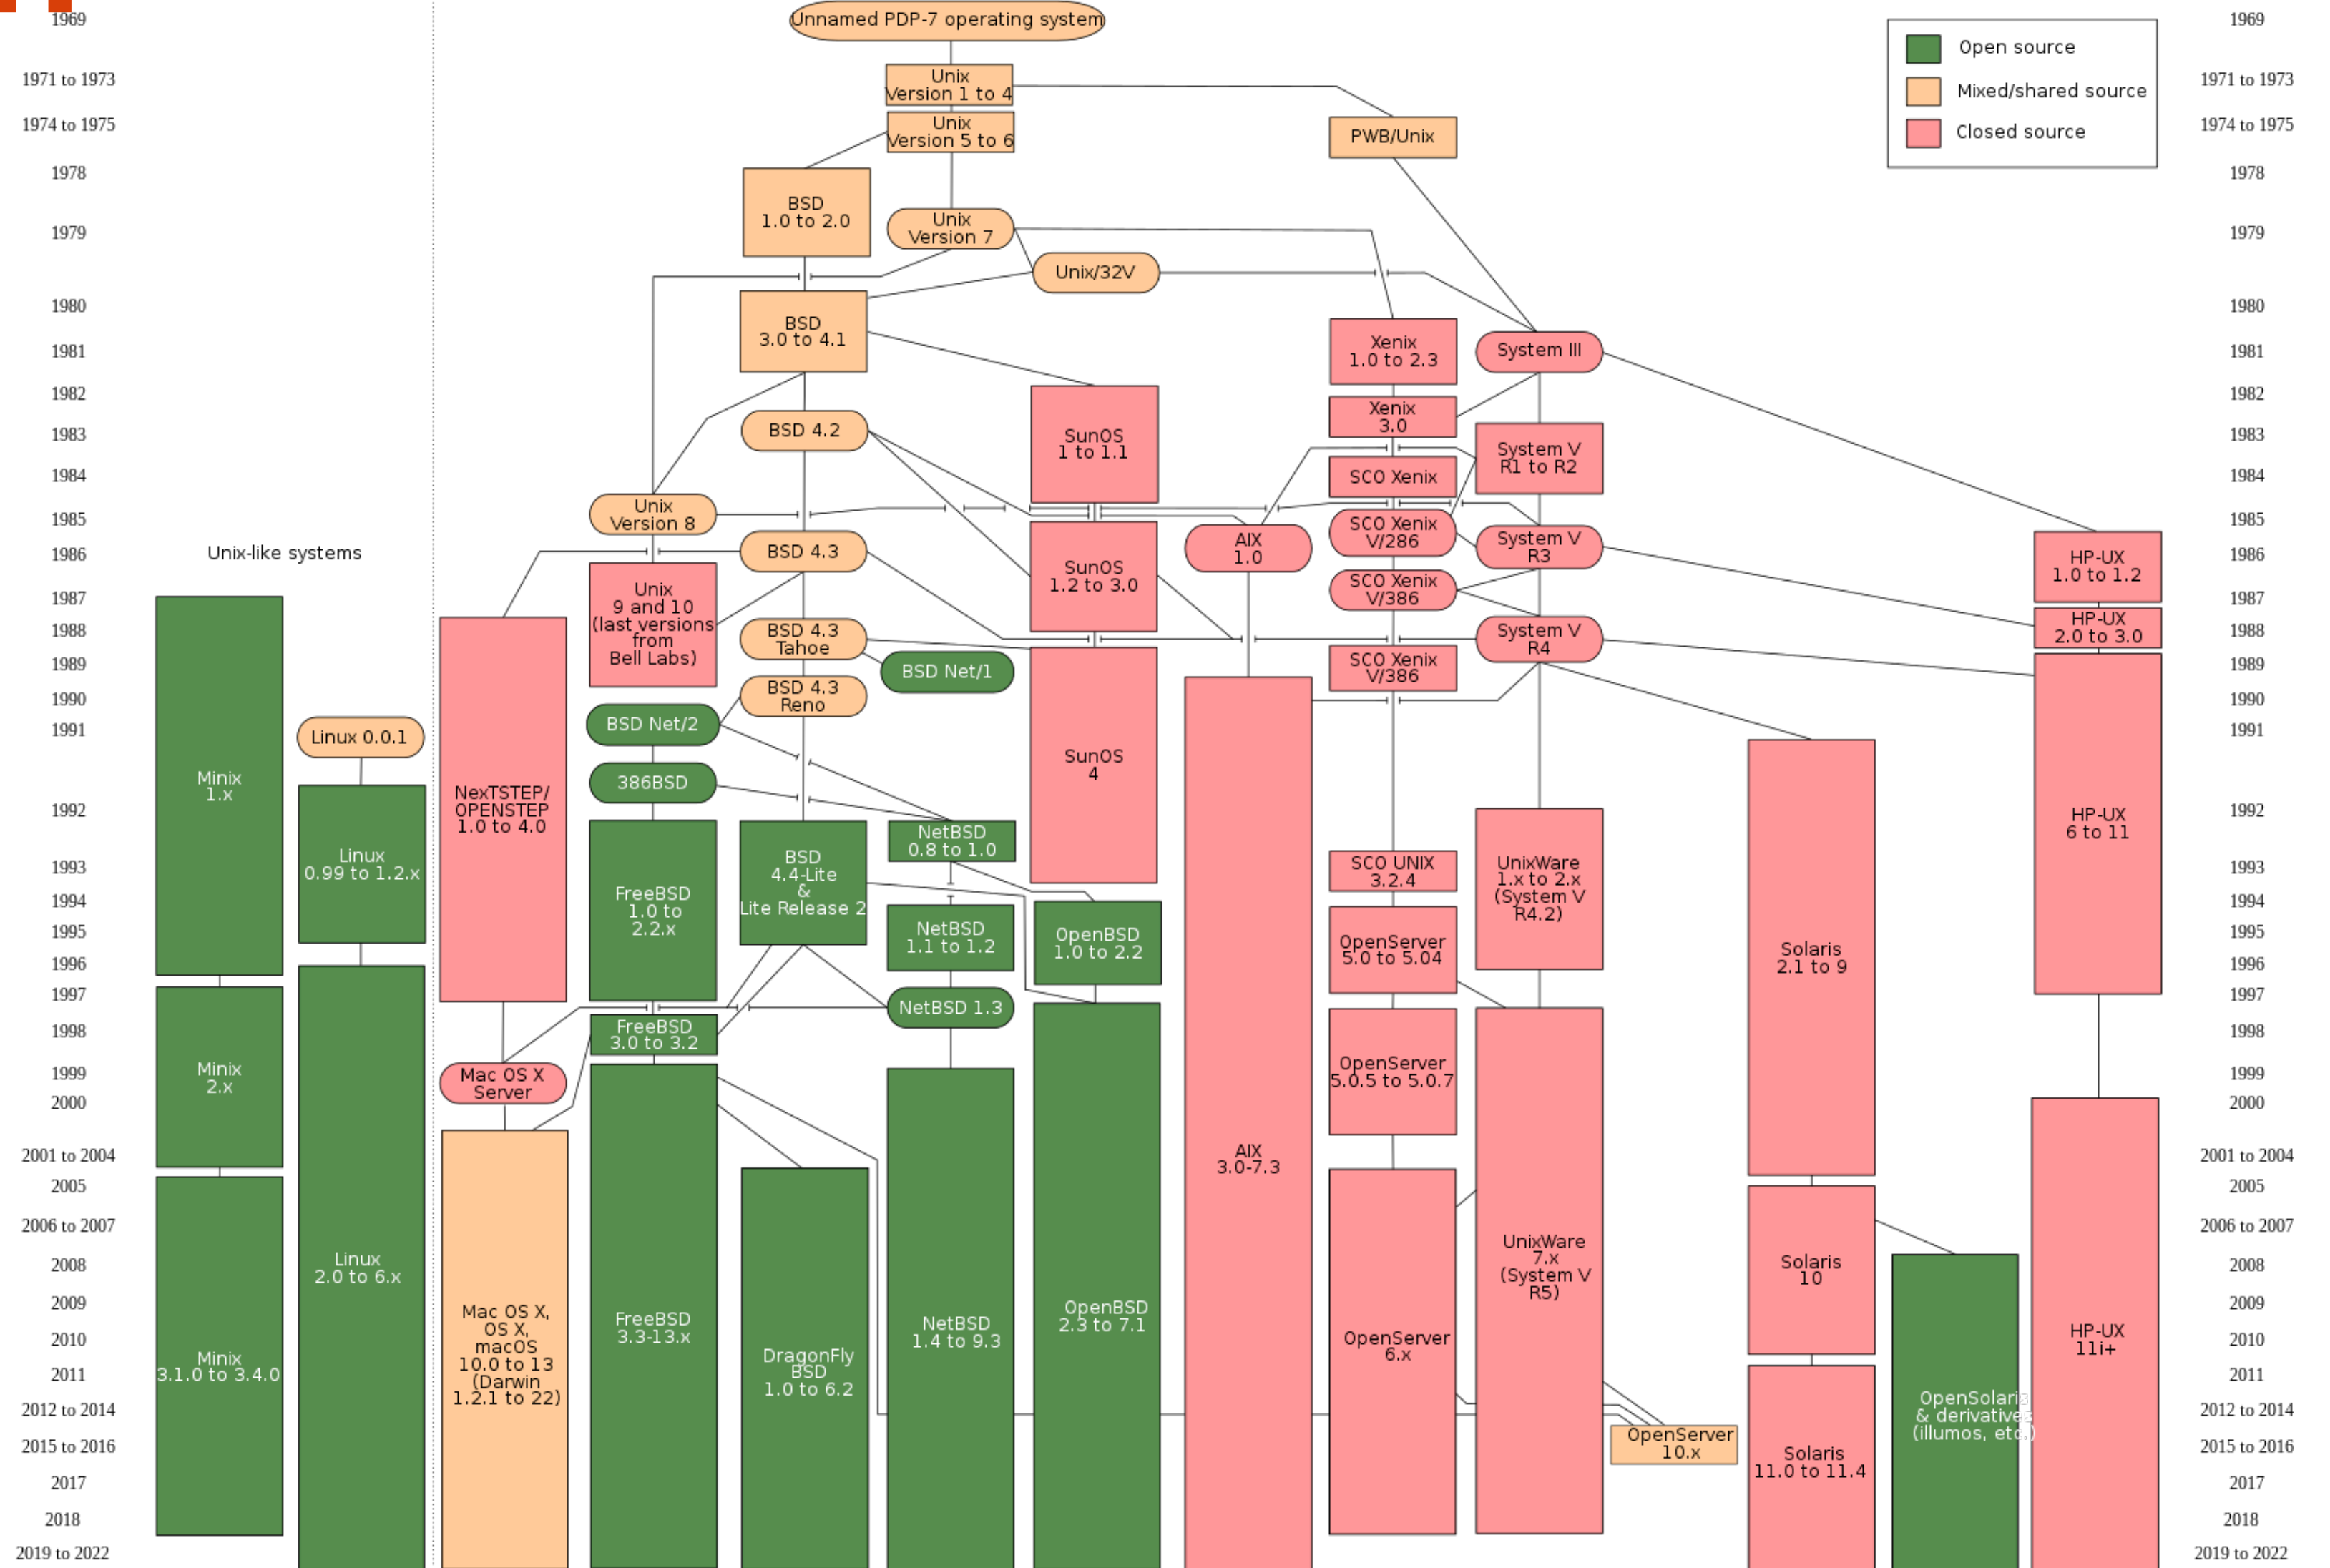 1969
Unnamed PDP-7 operating system
1969
Open source
Mixed/shared source
Closed source
1971 to 1973
Unix
Version 1 to 4
1971 to 1973
1974 to 1975
Unix
Version 5 to 6
PWB/Unix
1974 to 1975
1978
1978
BSD
1.0 to 2.0
1979
Unix
Version 7
1979
Unix/32V
1980
1980
BSD
3.0 to 4.1
Xenix
1.0 to 2.3
System III
1981
1981
1982
1982
Xenix
3.0
BSD 4.2
1983
1983
SunOS
1 to 1.1
System V
R1 to R2
1984
SCO Xenix
1984
Unix
Version 8
1985
1985
SCO Xenix
V/286
1986
Unix-like systems
BSD 4.3
AIX
1.0
System V
R3
1986
HP-UX
1.0 to 1.2
SunOS
1.2 to 3.0
SCO Xenix
V/386
1987
1987
Unix
9 and 10
(last versions
from
Bell Labs)
1988
BSD 4.3
Tahoe
System V
R4
HP-UX
2.0 to 3.0
1988
1989
BSD Net/1
SCO Xenix
V/386
1989
1990
BSD 4.3
Reno
1990
1991
BSD Net/2
1991
Linux 0.0.1
Minix
1.x
386BSD
SunOS
4
NexTSTEP/
OPENSTEP
1.0 to 4.0
1992
1992
HP-UX
6 to 11
NetBSD
0.8 to 1.0
Linux
0.99 to 1.2.x
BSD
4.4-Lite
&
Lite Release 2
SCO UNIX
3.2.4
UnixWare
1.x to 2.x
(System V
R4.2)
1993
1993
FreeBSD
1.0 to
2.2.x
1994
1994
1995
NetBSD
1.1 to 1.2
OpenBSD
1.0 to 2.2
OpenServer
5.0 to 5.04
Solaris
2.1 to 9
1995
1996
1996
1997
NetBSD 1.3
1997
1998
FreeBSD
3.0 to 3.2
1998
1999
Minix
2.x
Mac OS X
Server
OpenServer
5.0.5 to 5.0.7
1999
2000
2000
2001 to 2004
AIX
3.0-7.3
2001 to 2004
2005
2005
2006 to 2007
2006 to 2007
2008
Linux
2.0 to 6.x
UnixWare
7.x
(System V
R5)
Solaris
10
2008
2009
2009
Mac OS X,
OS X,
macOS
10.0 to 13
(Darwin
1.2.1 to 22)
FreeBSD
3.3-13.x
NetBSD
1.4 to 9.3
OpenBSD
2.3 to 7.1
OpenServer
6.x
HP-UX
11i+
2010
2010
2011
Minix
3.1.0 to 3.4.0
DragonFly
BSD
1.0 to 6.2
2011
2012 to 2014
OpenSolaris
& derivatives
(illumos, etc.)
2012 to 2014
2015 to 2016
OpenServer
10.x
2015 to 2016
Solaris
11.0 to 11.4
2017
2017
2018
2018
2019 to 2022
2019 to 2022